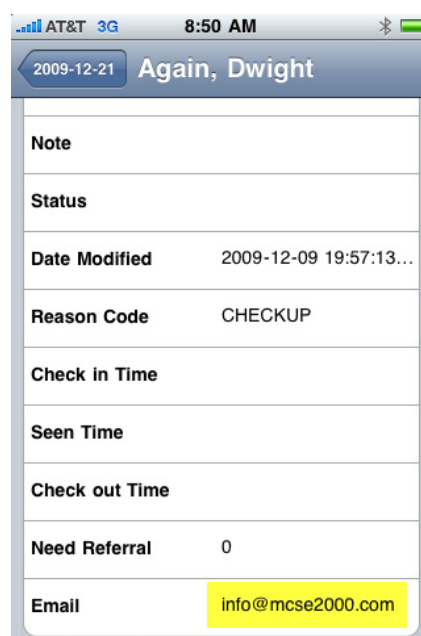 AT&T 3G 8:50 AM
2009-12-21 Again, Dwight
Note
Status
Date Modified 2009-12-09 19:57:13...
Reason Code CHECKUP
Check in Time
Seen Time
Check out Time
Need Referral 0
Email info@mcse2000.com